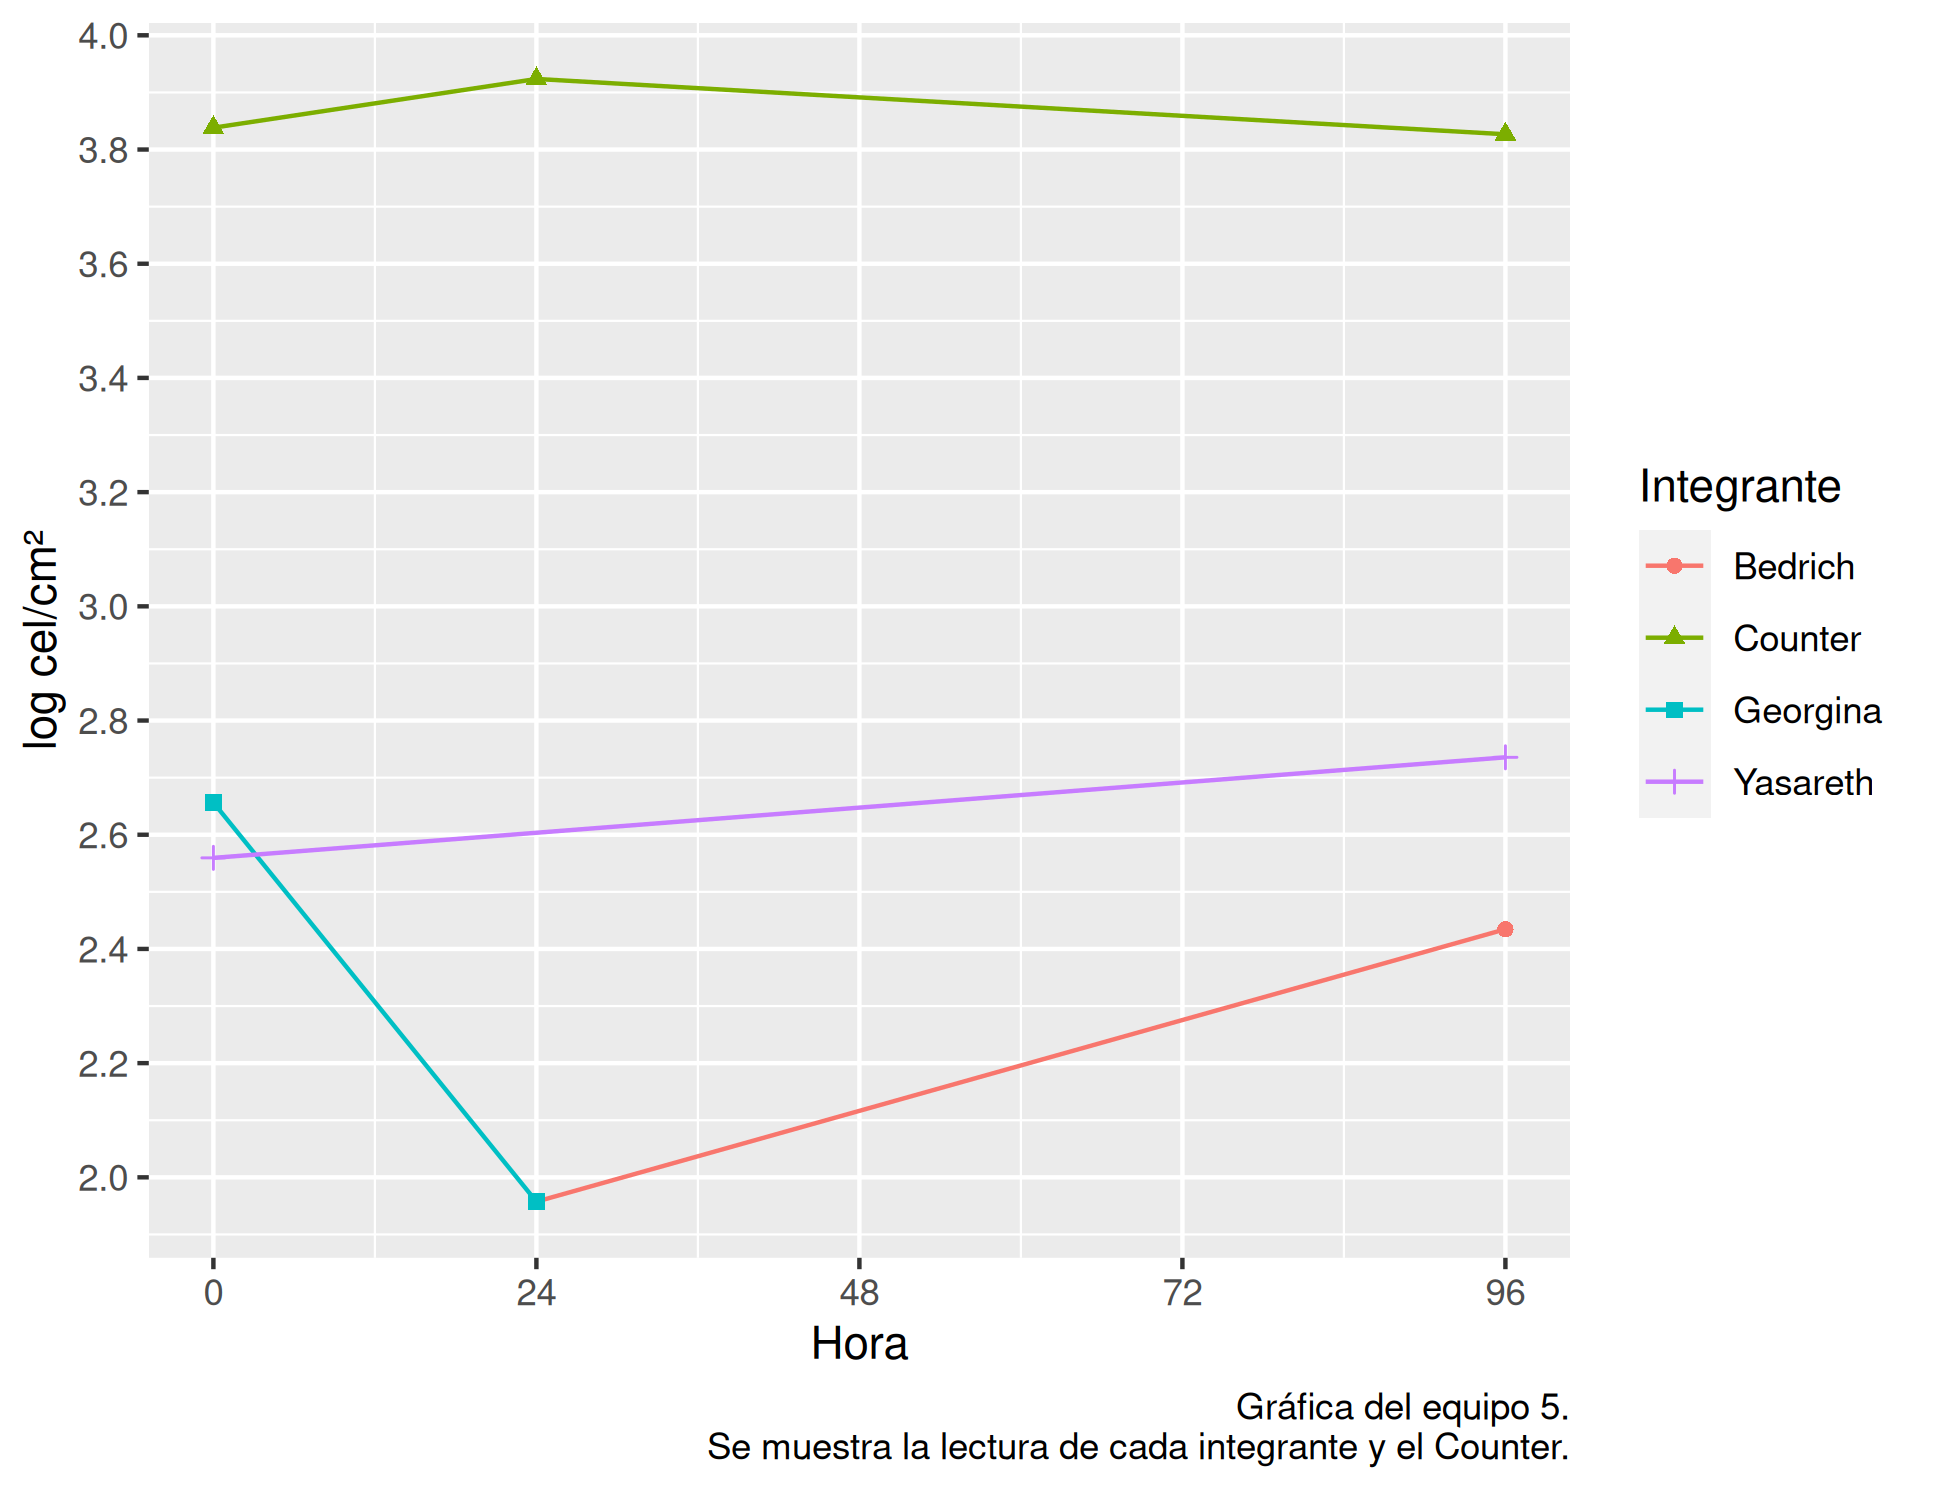 4.0
3.8
3.6
3.4
3.2
3.0
2.8
2.6
2.4
2.2
2.0
log cel/cm²
0 24 48 72 96
Hora
Integrante
Bedrich
Counter
Georgina
Yasareth
Gráfica del equipo 5.
Se muestra la lectura de cada integrante y el Counter.